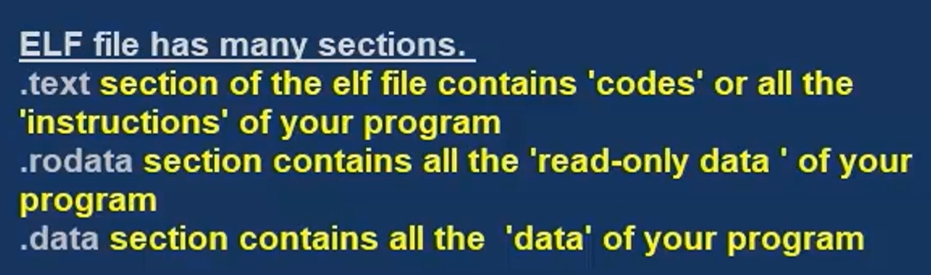 ELF file has many sections.
.text section of the elf file contains 'codes' or all the
'instructions' of your program
.rodata section contains all the 'read-only data ' of your
program
.data section contains all the  'data' of your program